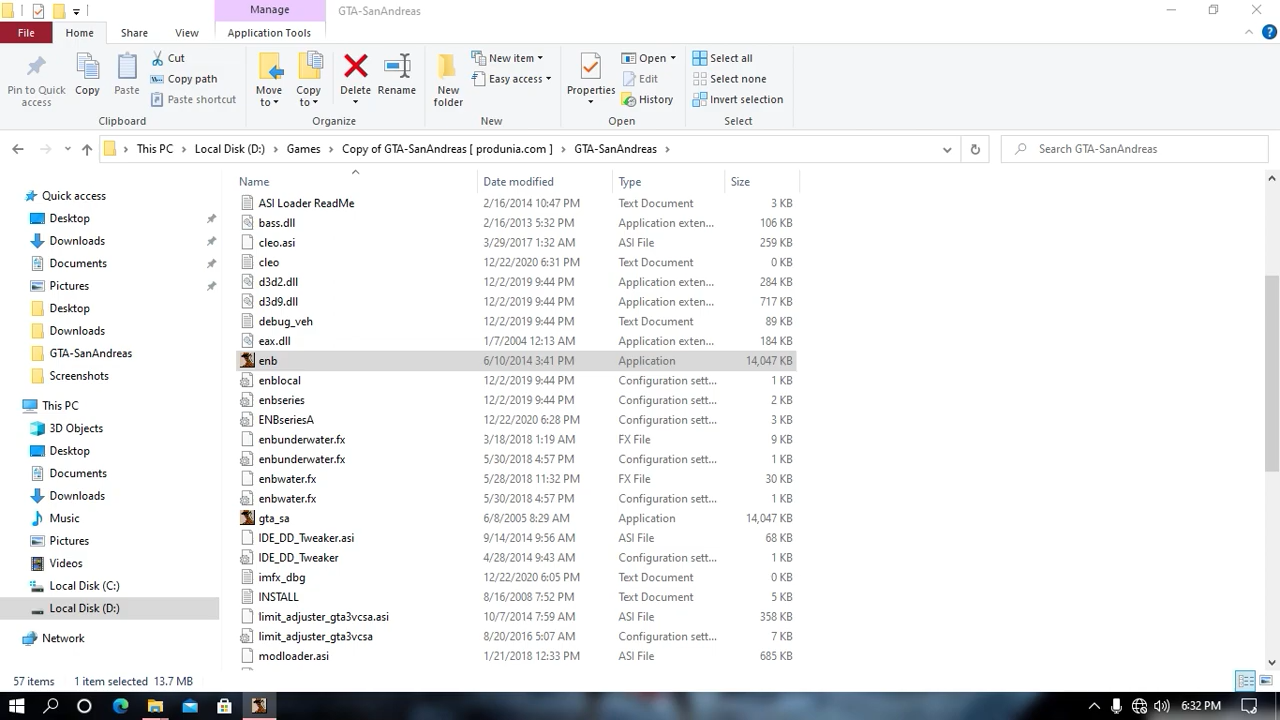 Manage
GTA-SanAndreas
File
Home
Share
View
Application Tools
Pin to Quick access
Copy
Paste
Cut
Copy path
Paste shortcut
Clipboard
Move to
Copy to
Delete
Rename
Organize
New folder
New item
Easy access
New
Properties
Open
Edit
History
Open
Select all
Select none
Invert selection
Select
This PC
Local Disk (D:)
Games
Copy of GTA-SanAndreas [ produnia.com ]
GTA-SanAndreas
Search GTA-SanAndreas
Quick access
Desktop
Downloads
Documents
Pictures
Desktop
Downloads
GTA-SanAndreas
Screenshots
This PC
3D Objects
Desktop
Documents
Downloads
Music
Pictures
Videos
Local Disk (C:)
Local Disk (D:)
Network
Name Date modified Type Size
ASI Loader ReadMe 2/16/2014 10:47 PM Text Document 3 KB
bass.dll 2/16/2013 5:32 PM Application exten... 106 KB
cleo.asi 3/29/2017 1:32 AM ASI File 259 KB
cleo 12/22/2020 6:31 PM Text Document 0 KB
d3d2.dll 12/2/2019 9:44 PM Application exten... 284 KB
d3d9.dll 12/2/2019 9:44 PM Application exten... 717 KB
debug_veh 12/2/2019 9:44 PM Text Document 89 KB
eax.dll 1/7/2004 12:13 AM Application exten... 184 KB
enb 6/10/2014 3:41 PM Application 14,047 KB
enblocal 12/2/2019 9:44 PM Configuration sett... 1 KB
enbseries 12/2/2019 9:44 PM Configuration sett... 2 KB
ENBseriesA 12/22/2020 6:28 PM Configuration sett... 3 KB
enbunderwater.fx 3/18/2018 1:19 AM FX File 9 KB
enbunderwater.fx 5/30/2018 4:57 PM Configuration sett... 1 KB
enbwater.fx 5/28/2018 11:32 PM FX File 30 KB
enbwater.fx 5/30/2018 4:57 PM Configuration sett... 1 KB
gta_sa 6/8/2005 8:29 AM Application 14,047 KB
IDE_DD_Tweaker.asi 9/14/2014 9:56 AM ASI File 68 KB
IDE_DD_Tweaker 4/28/2014 9:43 AM Configuration sett... 1 KB
imfx_dbg 12/22/2020 6:05 PM Text Document 0 KB
INSTALL 8/16/2008 7:52 PM Text Document 5 KB
limit_adjuster_gta3vcsa.asi 10/7/2014 7:59 AM ASI File 358 KB
limit_adjuster_gta3vcsa 8/20/2016 5:07 AM Configuration sett... 7 KB
modloader.asi 1/21/2018 12:33 PM ASI File 685 KB
57 items 1 item selected 13.7 MB
6:32 PM